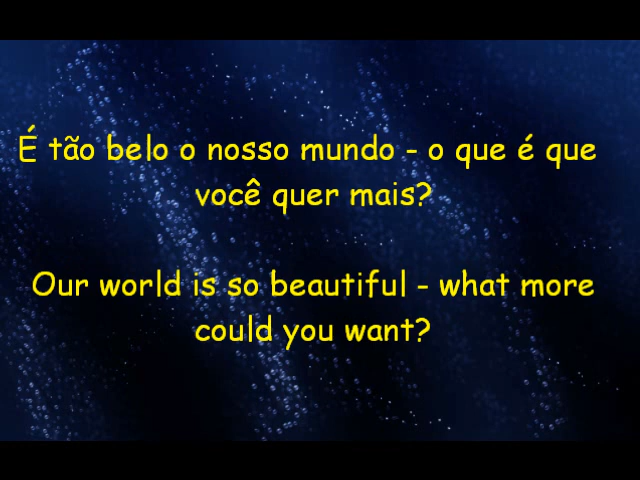 É tão belo o nosso mundo - o que é que
você quer mais?
Our world is so beautiful - what more
could you want?